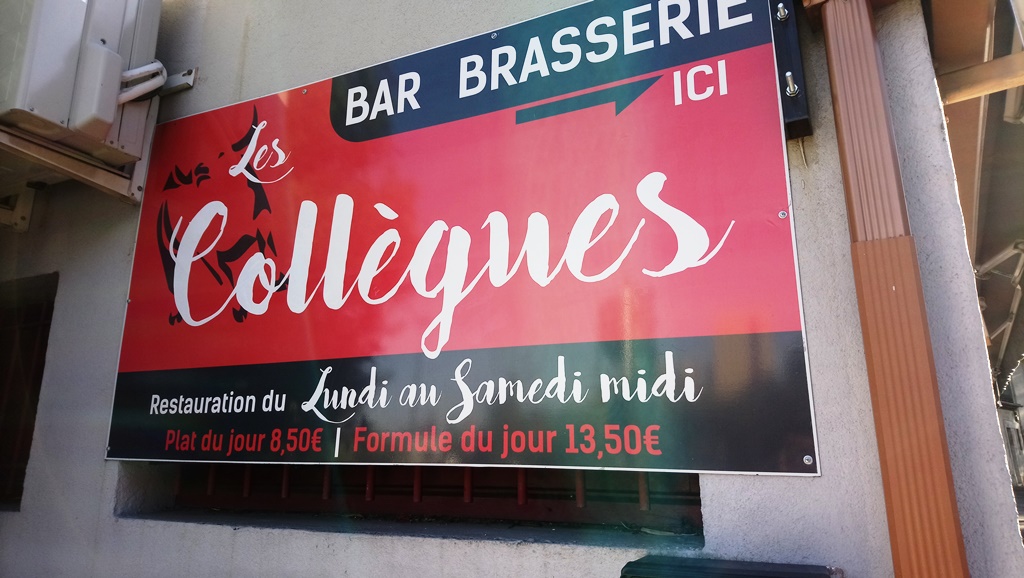 BAR BRASSERIE
ICI
Les
Collègues
Restauration du Lundi au Samedi midi
Plat du jour 8,50€ | Formule du jour 13,50€